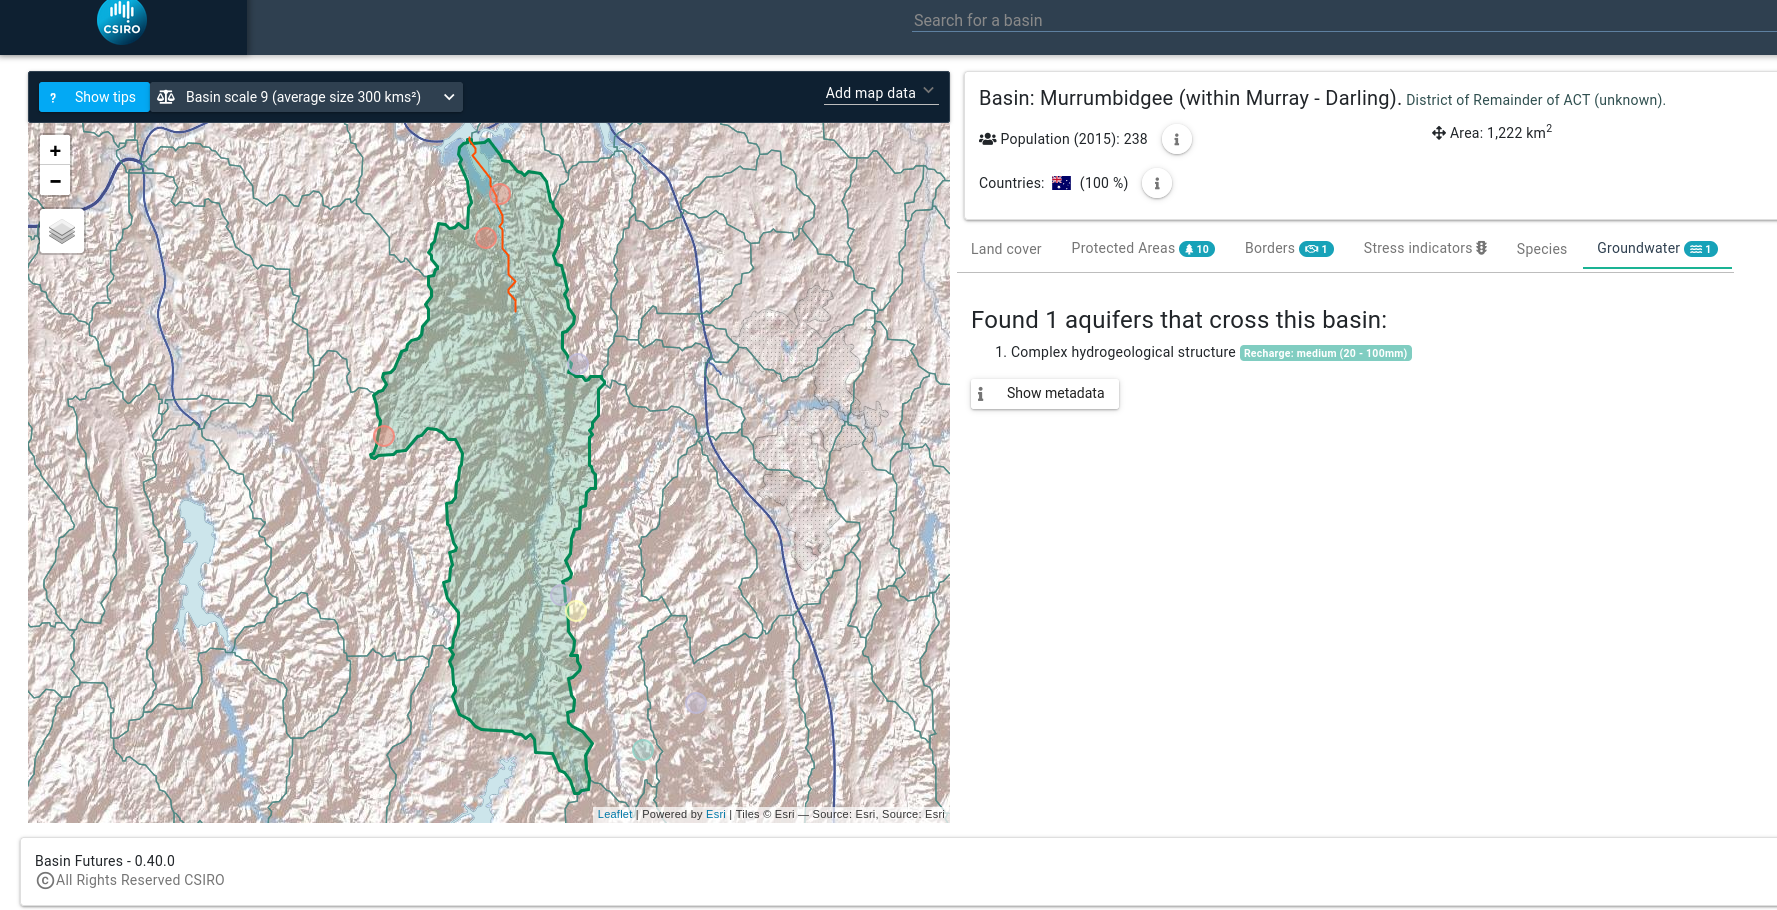 CSIRO
Search for a basin
? Show tips
Basin scale 9 (average size 300 kms²)
Add map data
+
−
Leaflet | Powered by Esri | Tiles © Esri — Source: Esri, Source: Esri
Basin: Murrumbidgee (within Murray - Darling). District of Remainder of ACT (unknown).
Population (2015): 238
Area: 1,222 km²
Countries: (100 %)
Land cover
Protected Areas 10
Borders 1
Stress indicators
Species
Groundwater 1
Found 1 aquifers that cross this basin:
1. Complex hydrogeological structure Recharge: medium (20 - 100mm)
Show metadata
Basin Futures - 0.40.0
© All Rights Reserved CSIRO